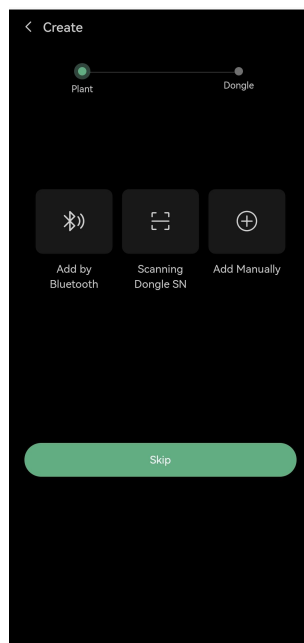 Create
Plant
Dongle
Add by
Bluetooth
Scanning
Dongle SN
Add Manually
Skip